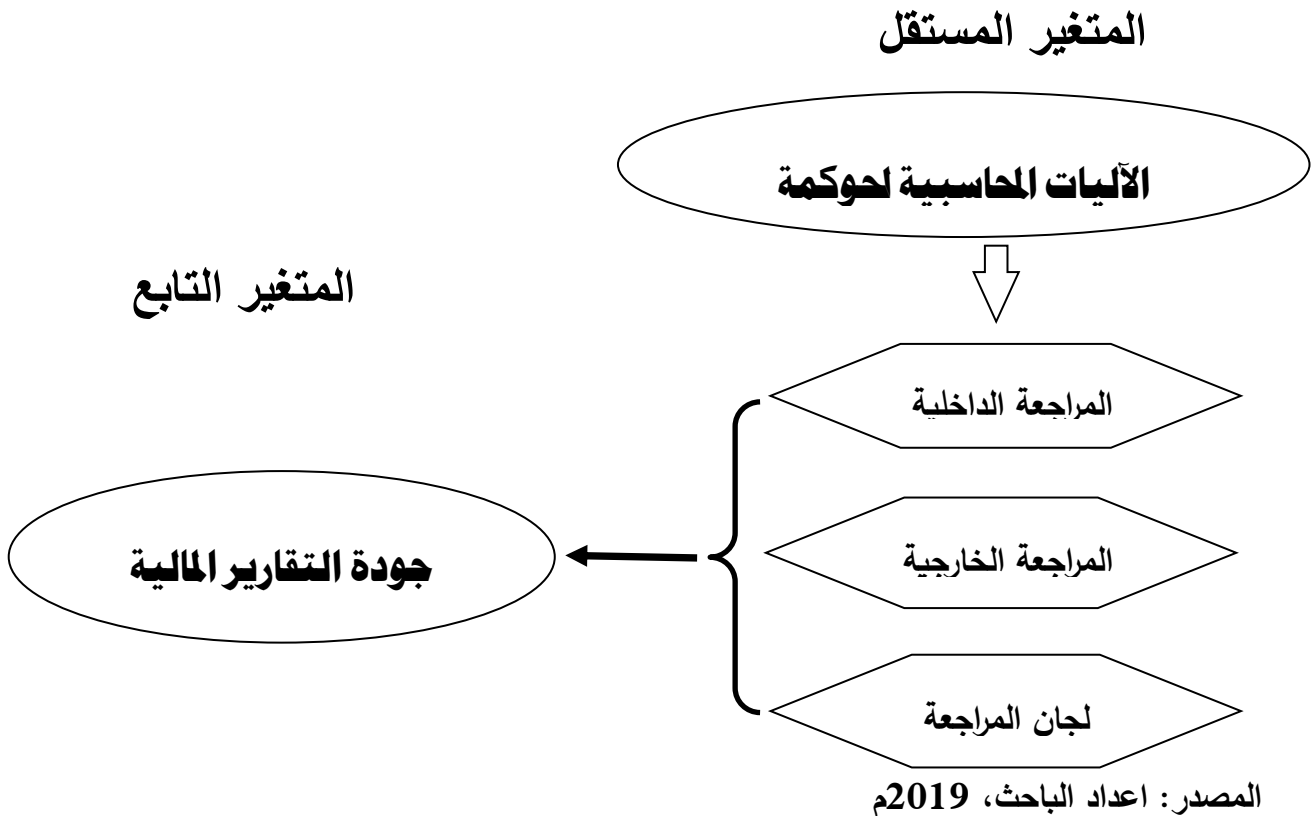 المتغير المستقل
الآليات المحاسبية لحوكمة
المتغير التابع
المراجعة الداخلية
المراجعة الخارجية
جودة التقارير المالية
لجان المراجعة
المصدر: اعداد الباحث، 2019م